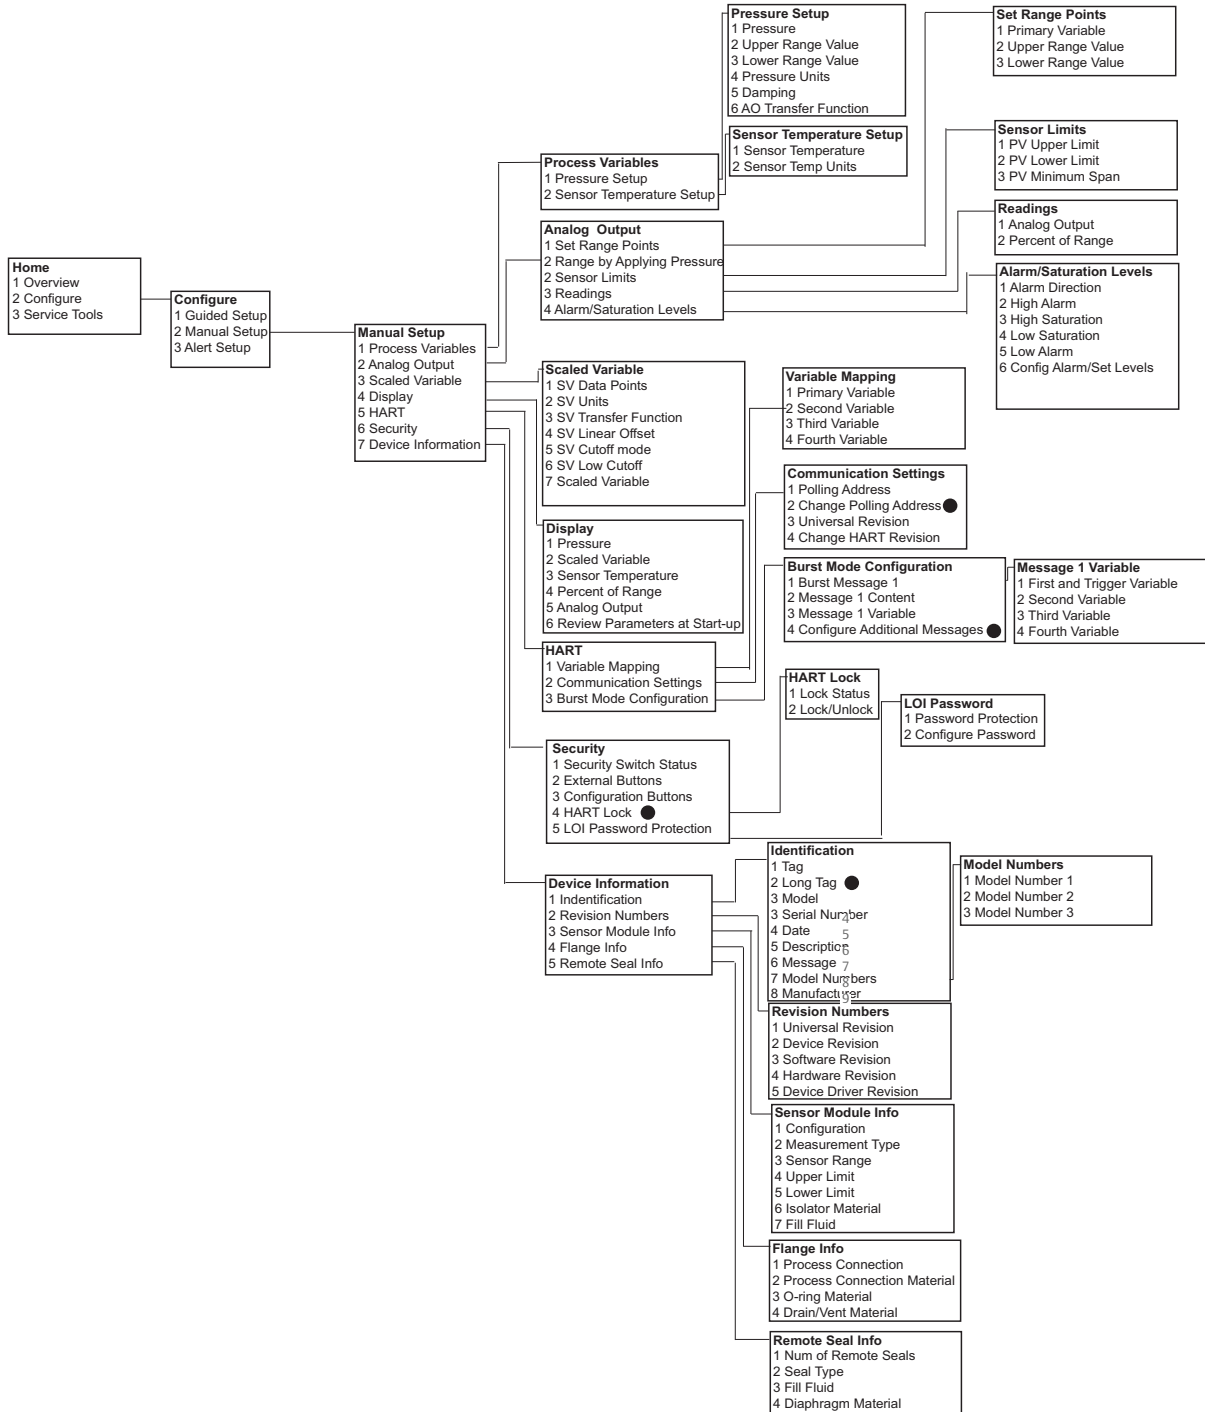 Home
1 Overview
2 Configure
3 Service Tools
Configure
1 Guided Setup
2 Manual Setup
3 Alert Setup
Manual Setup
1 Process Variables
2 Analog Output
3 Scaled Variable
4 Display
5 HART
6 Security
7 Device Information
Process Variables
1 Pressure Setup
2 Sensor Temperature Setup
Pressure Setup
1 Pressure
2 Upper Range Value
3 Lower Range Value
4 Pressure Units
5 Damping
6 AO Transfer Function
Sensor Temperature Setup
1 Sensor Temperature
2 Sensor Temp Units
Analog Output
1 Set Range Points
2 Range by Applying Pressure
2 Sensor Limits
3 Readings
4 Alarm/Saturation Levels
Set Range Points
1 Primary Variable
2 Upper Range Value
3 Lower Range Value
Sensor Limits
1 PV Upper Limit
2 PV Lower Limit
3 PV Minimum Span
Readings
1 Analog Output
2 Percent of Range
Alarm/Saturation Levels
1 Alarm Direction
2 High Alarm
3 High Saturation
4 Low Saturation
5 Low Alarm
6 Config Alarm/Set Levels
Scaled Variable
1 SV Data Points
2 SV Units
3 SV Transfer Function
4 SV Linear Offset
5 SV Cutoff mode
6 SV Low Cutoff
7 Scaled Variable
Display
1 Pressure
2 Scaled Variable
3 Sensor Temperature
4 Percent of Range
5 Analog Output
6 Review Parameters at Start-up
HART
1 Variable Mapping
2 Communication Settings
3 Burst Mode Configuration
Variable Mapping
1 Primary Variable
2 Second Variable
3 Third Variable
4 Fourth Variable
Communication Settings
1 Polling Address
2 Change Polling Address
3 Universal Revision
4 Change HART Revision
Burst Mode Configuration
1 Burst Message 1
2 Message 1 Content
3 Message 1 Variable
4 Configure Additional Messages
Message 1 Variable
1 First and Trigger Variable
2 Second Variable
3 Third Variable
4 Fourth Variable
Security
1 Security Switch Status
2 External Buttons
3 Configuration Buttons
4 HART Lock
5 LOI Password Protection
HART Lock
1 Lock Status
2 Lock/Unlock
LOI Password
1 Password Protection
2 Configure Password
Device Information
1 Indentification
2 Revision Numbers
3 Sensor Module Info
4 Flange Info
5 Remote Seal Info
Identification
1 Tag
2 Long Tag
3 Model
3 Serial Number
4 Date
5 Description
6 Message
7 Model Numbers
8 Manufacturer
4
5
6
7
8
9
Model Numbers
1 Model Number 1
2 Model Number 2
3 Model Number 3
Revision Numbers
1 Universal Revision
2 Device Revision
3 Software Revision
4 Hardware Revision
5 Device Driver Revision
Sensor Module Info
1 Configuration
2 Measurement Type
3 Sensor Range
4 Upper Limit
5 Lower Limit
6 Isolator Material
7 Fill Fluid
Flange Info
1 Process Connection
2 Process Connection Material
3 O-ring Material
4 Drain/Vent Material
Remote Seal Info
1 Num of Remote Seals
2 Seal Type
3 Fill Fluid
4 Diaphragm Material